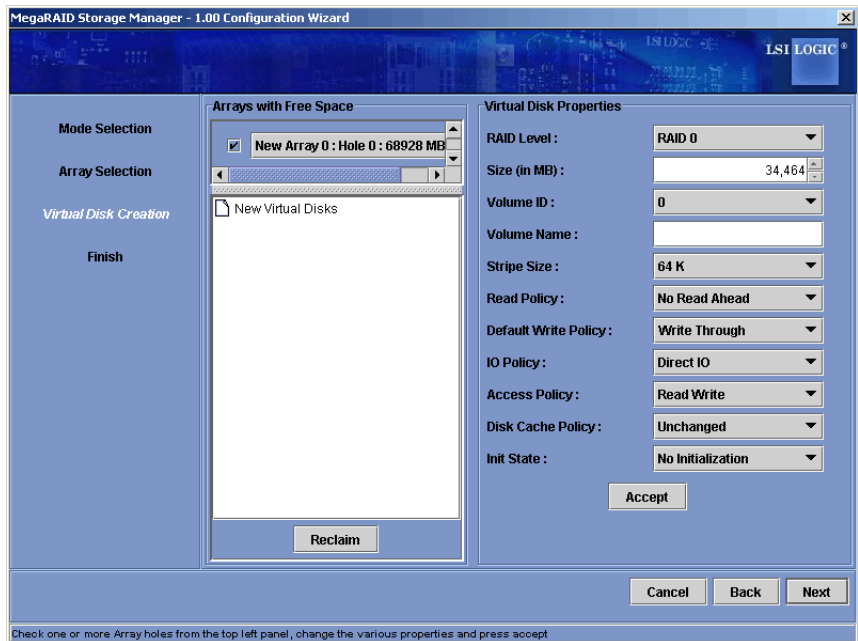 MegaRAID Storage Manager - 1.00 Configuration Wizard
LSI LOGIC
LSI LOGIC ®
Mode Selection
Array Selection
Virtual Disk Creation
Finish
Arrays with Free Space
New Array 0 : Hole 0 : 68928 MB
New Virtual Disks
Reclaim
Virtual Disk Properties
RAID Level : RAID 0
Size (in MB) : 34,464
Volume ID : 0
Volume Name :
Stripe Size : 64 K
Read Policy : No Read Ahead
Default Write Policy : Write Through
IO Policy : Direct IO
Access Policy : Read Write
Disk Cache Policy : Unchanged
Init State : No Initialization
Accept
Cancel Back Next
Check one or more Array holes from the top left panel, change the various properties and press accept